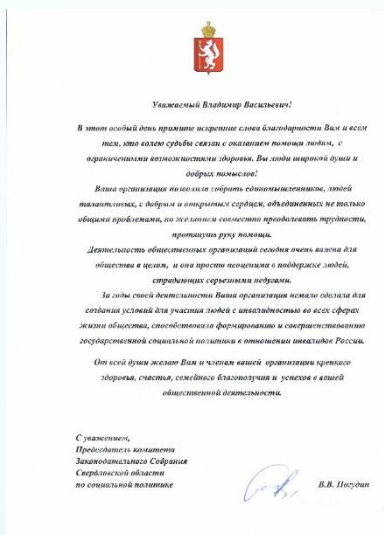 Уважаемый Владимир Васильевич!
В этот особый день примите искренние слова благодарности Вам и всем
тем, кто волею судьбы связан с оказанием помощи людям, с
ограниченными возможностями здоровья. Вы люди широкой души и
добрых помыслов!
Ваша организация позволила собрать единомышленников, людей
талантливых, с добрым и открытым сердцем, объединенных не только
общими проблемами, но желанием совместно преодолевать трудности,
протянуть руку помощи.
Деятельность общественных организаций сегодня очень важна для
общества в целом, и она просто неоценима в поддержке людей,
страдающих серьезными недугами.
За годы своей деятельности Ваша организация немало сделала для
создания условий для участия людей с инвалидностью во всех сферах
жизни общества, способствовала формированию и совершенствованию
государственной социальной политики в отношении инвалидов России.
От всей души желаю Вам и членам вашей организации крепкого
здоровья, счастья, семейного благополучия и успехов в вашей
общественной деятельности.
С уважением,
Председатель комитета
Законодательного Собрания
Свердловской области
по социальной политике
В.В. Погудин